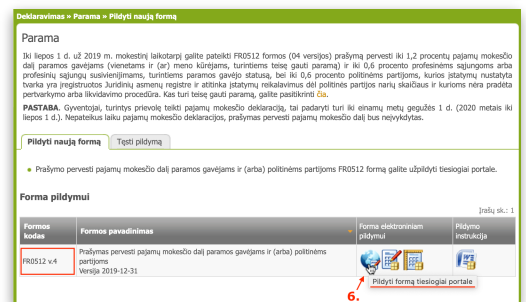 Deklaravimas » Parama » Pildyti naują formą
Parama
Iki liepos 1 d. už 2019 m. mokestinį laikotarpį galite pateikti FR0512 formos (04 versijos) prašymą pervesti iki 1,2 procentų pajamų mokesčio
dalį paramos gavėjams (vienetams ir (ar) meno kūrėjams, turintiems teisę gauti paramą) ir iki 0,6 procento profesinėms sąjungoms arba
profesinių sąjungų susivienijimams, turintiems paramos gavėjo statusą, bei iki 0,6 procento politinėms partijoms, kurios įstatymų nustatyta
tvarka yra įregistruotos Juridinių asmenų registre ir atitinka įstatymų reikalavimus dėl politinės partijos narių skaičiaus ir kurioms nėra pradėta
pertvarkymo arba likvidavimo procedūra. Kas turi teisę gauti paramą, galite pasitikrinti čia.
PASTABA. Gyventojai, turintys prievolę teikti pajamų mokesčio deklaraciją, tai padaryti turi iki einamų metų gegužės 1 d. (2020 metais iki
liepos 1 d.). Nepateikus laiku pajamų mokesčio deklaracijos, prašymas pervesti pajamų mokesčio dalį bus neįvykdytas.
Pildyti naują formą Tęsti pildymą
Prašymo pervesti pajamų mokesčio dalį paramos gavėjams ir (arba) politinėms partijoms FR0512 formą galite užpildyti tiesiogiai portale.
Forma pildymui
Įrašų sk.: 1
Formos kodas Formos pavadinimas Forma elektroniniam pildymui Pildymo instrukcija
Prašymas pervesti pajamų mokesčio dalį paramos gavėjams ir (arba) politinėms
FR0512 v.4 partijoms
Versija 2019-12-31
Pildyti formą tiesiogiai portale
6.